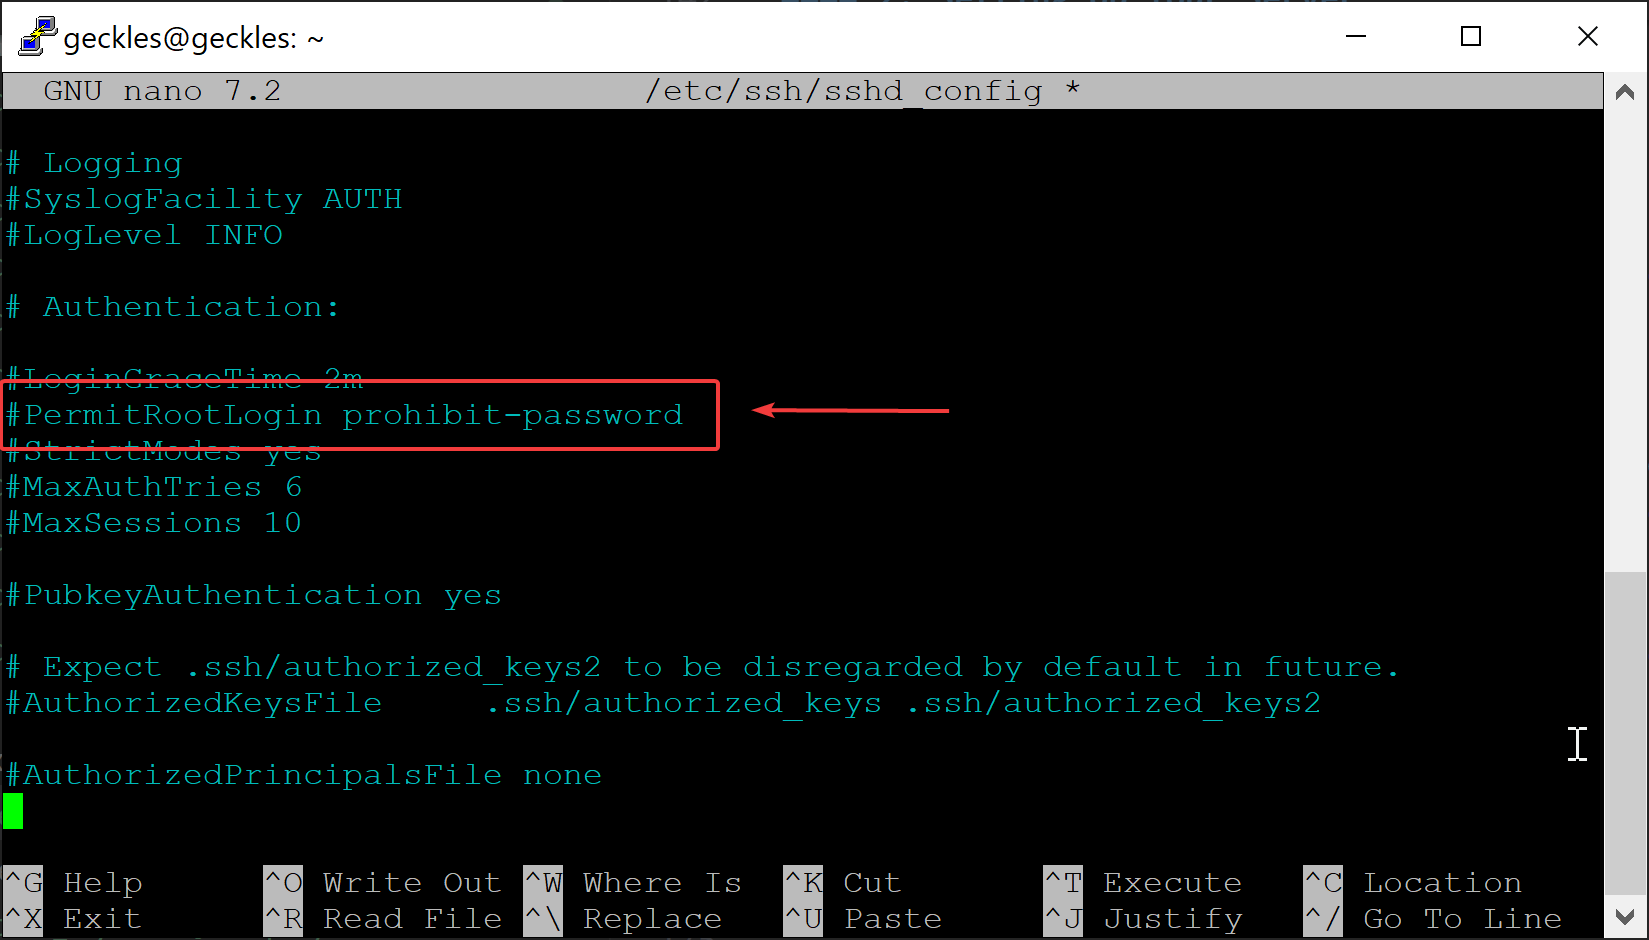 geckles@geckles: ~
GNU nano 7.2 /etc/ssh/sshd_config *
# Logging
#SyslogFacility AUTH
#LogLevel INFO
# Authentication:
#LoginGraceTime 2m
#PermitRootLogin prohibit-password
#StrictModes yes
#MaxAuthTries 6
#MaxSessions 10
#PubkeyAuthentication yes
# Expect .ssh/authorized_keys2 to be disregarded by default in future.
#AuthorizedKeysFile .ssh/authorized_keys .ssh/authorized_keys2
#AuthorizedPrincipalsFile none
^G Help ^O Write Out ^W Where Is ^K Cut ^T Execute ^C Location
^X Exit ^R Read File ^\ Replace ^U Paste ^J Justify ^/ Go To Line